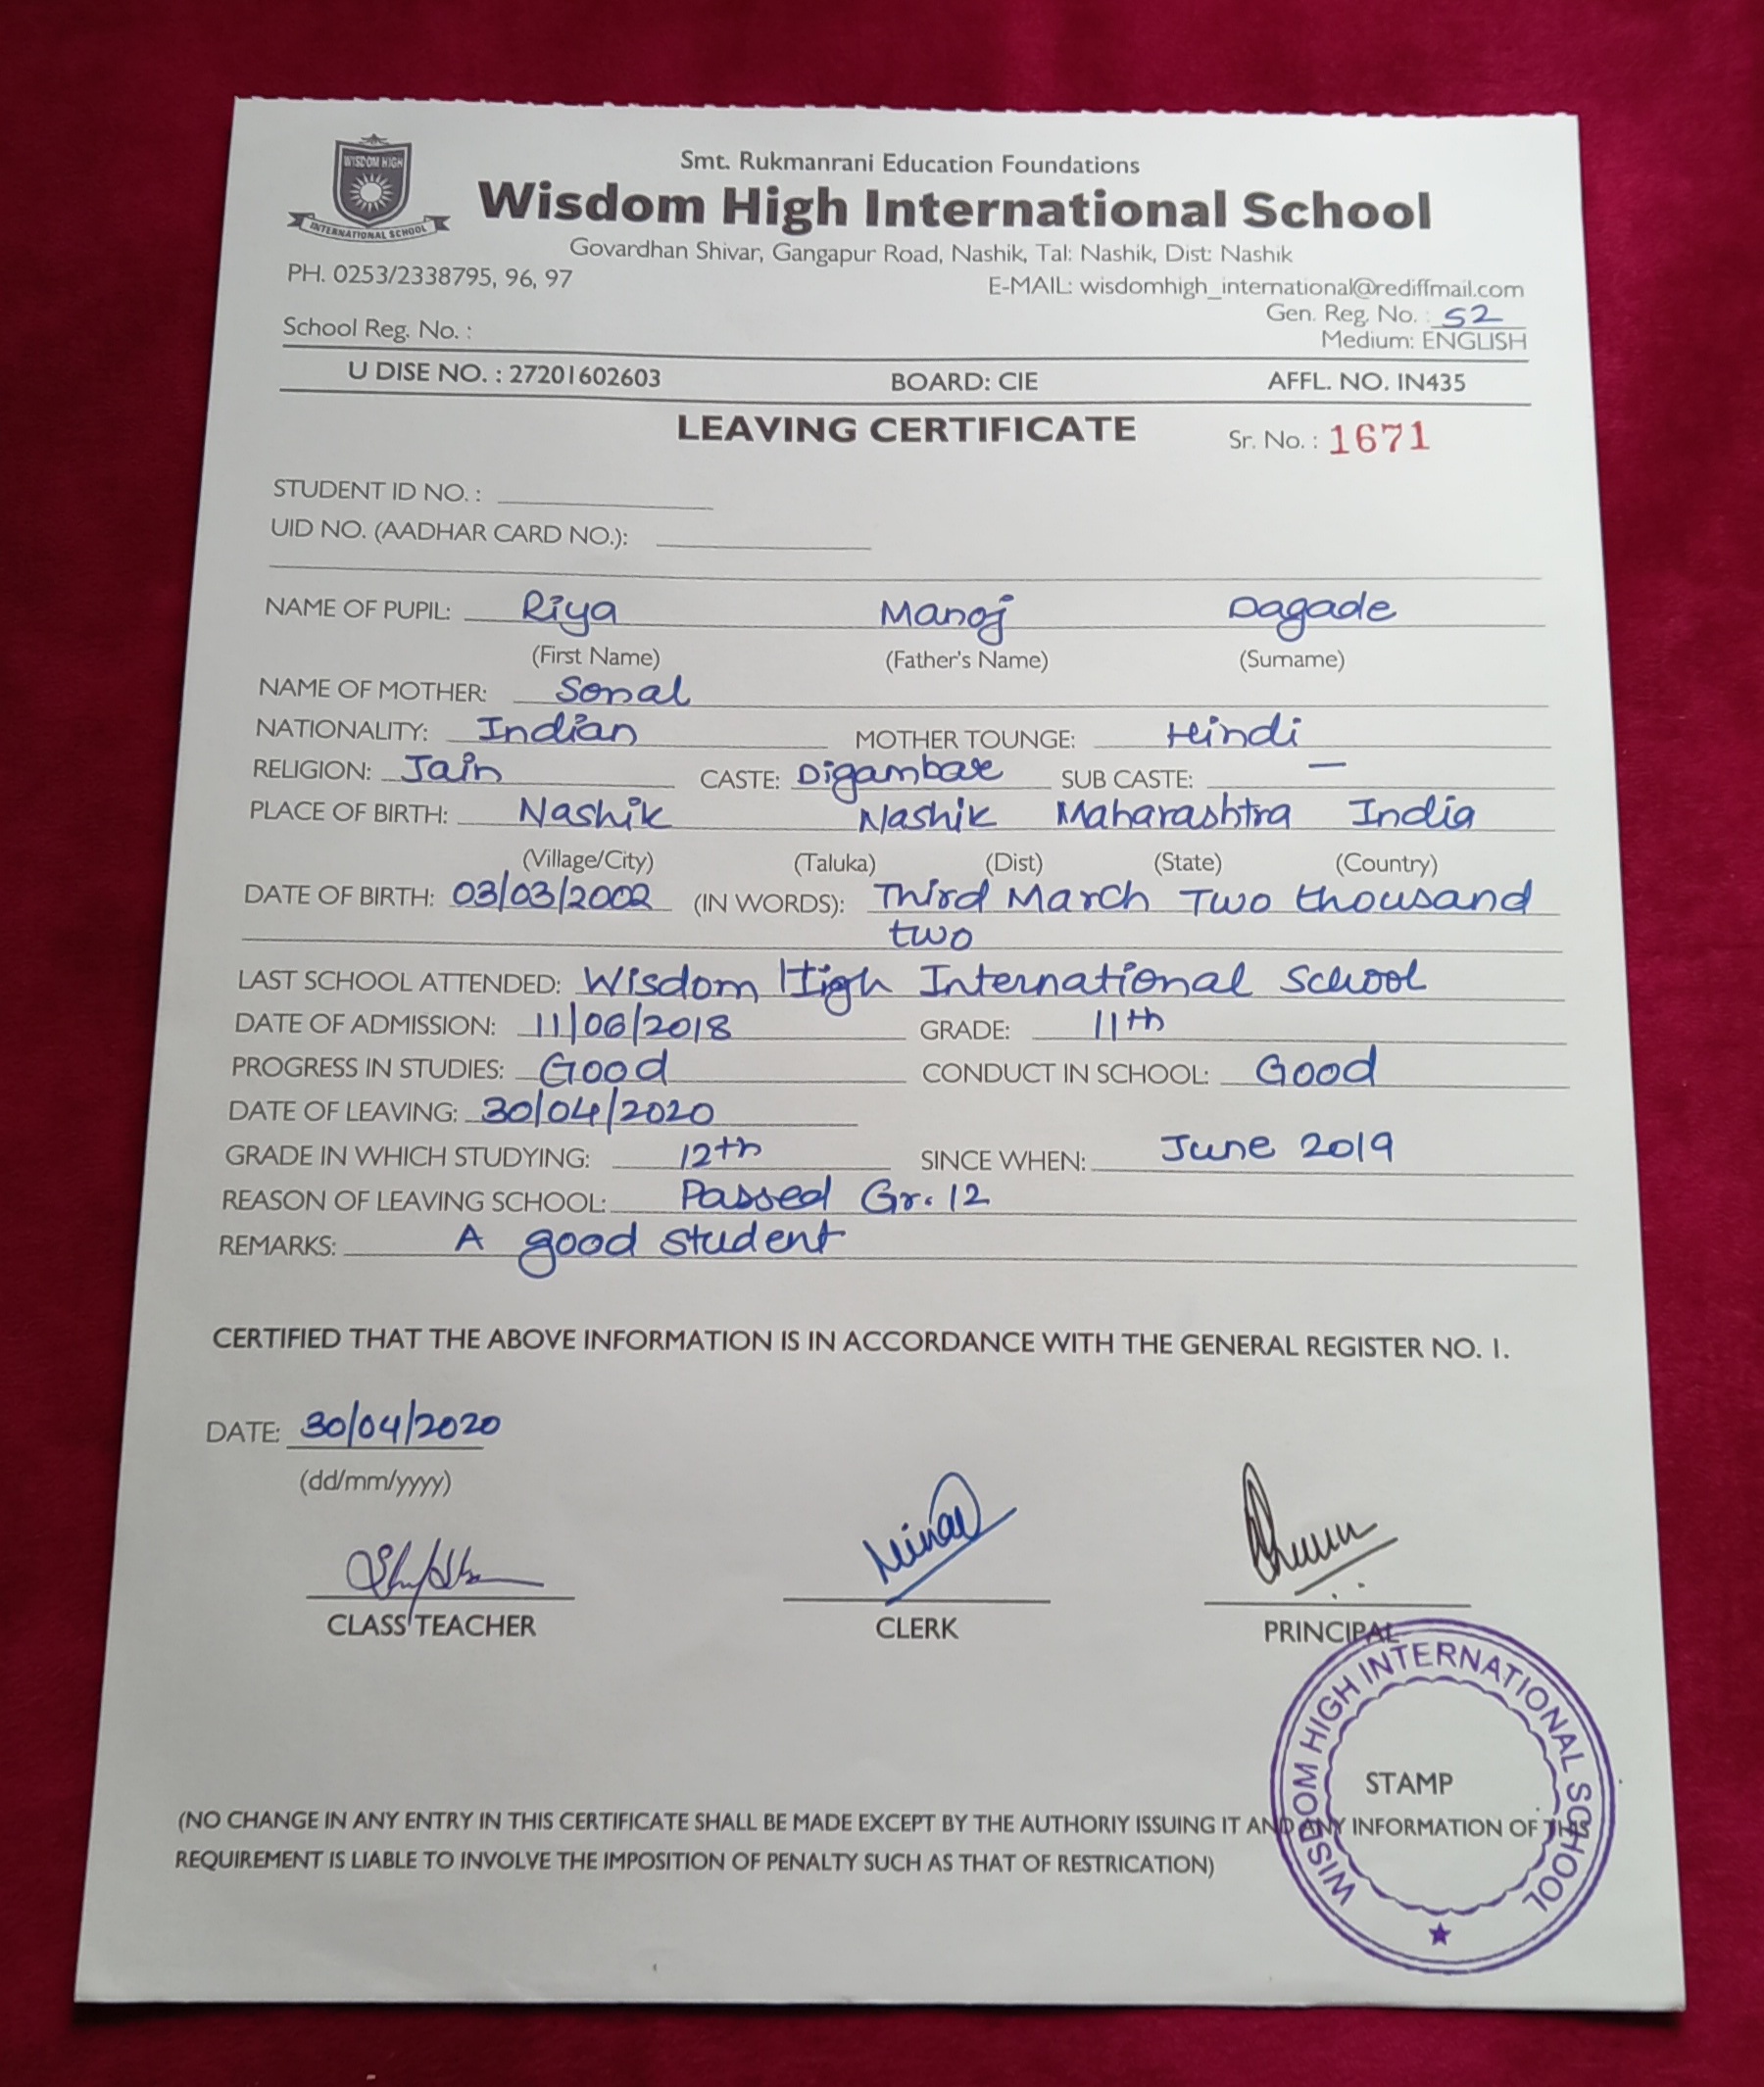 WISDOM HIGH
INTERNATIONAL SCHOOL
Smt. Rukmanrani Education Foundations
Wisdom High International School
Govardhan Shivar, Gangapur Road, Nashik, Tal: Nashik, Dist: Nashik
PH. 0253/2338795, 96, 97
E-MAIL: wisdomhigh_international@rediffmail.com
Gen. Reg. No. : 52
School Reg. No. :
Medium: ENGLISH
U DISE NO. : 27201602603 BOARD: CIE AFFL. NO. IN435
LEAVING CERTIFICATE Sr. No. : 1671
STUDENT ID NO. :
UID NO. (AADHAR CARD NO.):
NAME OF PUPIL: Riya Manoj Dagade
(First Name) (Father's Name) (Surname)
NAME OF MOTHER: Sonal
NATIONALITY: Indian MOTHER TOUNGE: Hindi
RELIGION: Jain CASTE: Digambar SUB CASTE: —
PLACE OF BIRTH: Nashik Nashik Maharashtra India
(Village/City) (Taluka) (Dist) (State) (Country)
DATE OF BIRTH: 03/03/2002 (IN WORDS): Third March Two thousand
two
LAST SCHOOL ATTENDED: Wisdom High International School
DATE OF ADMISSION: 11/06/2018 GRADE: 11th
PROGRESS IN STUDIES: Good CONDUCT IN SCHOOL: Good
DATE OF LEAVING: 30/04/2020
GRADE IN WHICH STUDYING: 12th SINCE WHEN: June 2019
REASON OF LEAVING SCHOOL: Passed Gr. 12
REMARKS: A good student
CERTIFIED THAT THE ABOVE INFORMATION IS IN ACCORDANCE WITH THE GENERAL REGISTER NO. 1.
DATE: 30/04/2020
(dd/mm/yyyy)
CLASS TEACHER CLERK PRINCIPAL
WISDOM HIGH INTERNATIONAL SCHOOL
STAMP
(NO CHANGE IN ANY ENTRY IN THIS CERTIFICATE SHALL BE MADE EXCEPT BY THE AUTHORIY ISSUING IT AND ANY INFORMATION OF THIS
REQUIREMENT IS LIABLE TO INVOLVE THE IMPOSITION OF PENALTY SUCH AS THAT OF RESTRICATION)